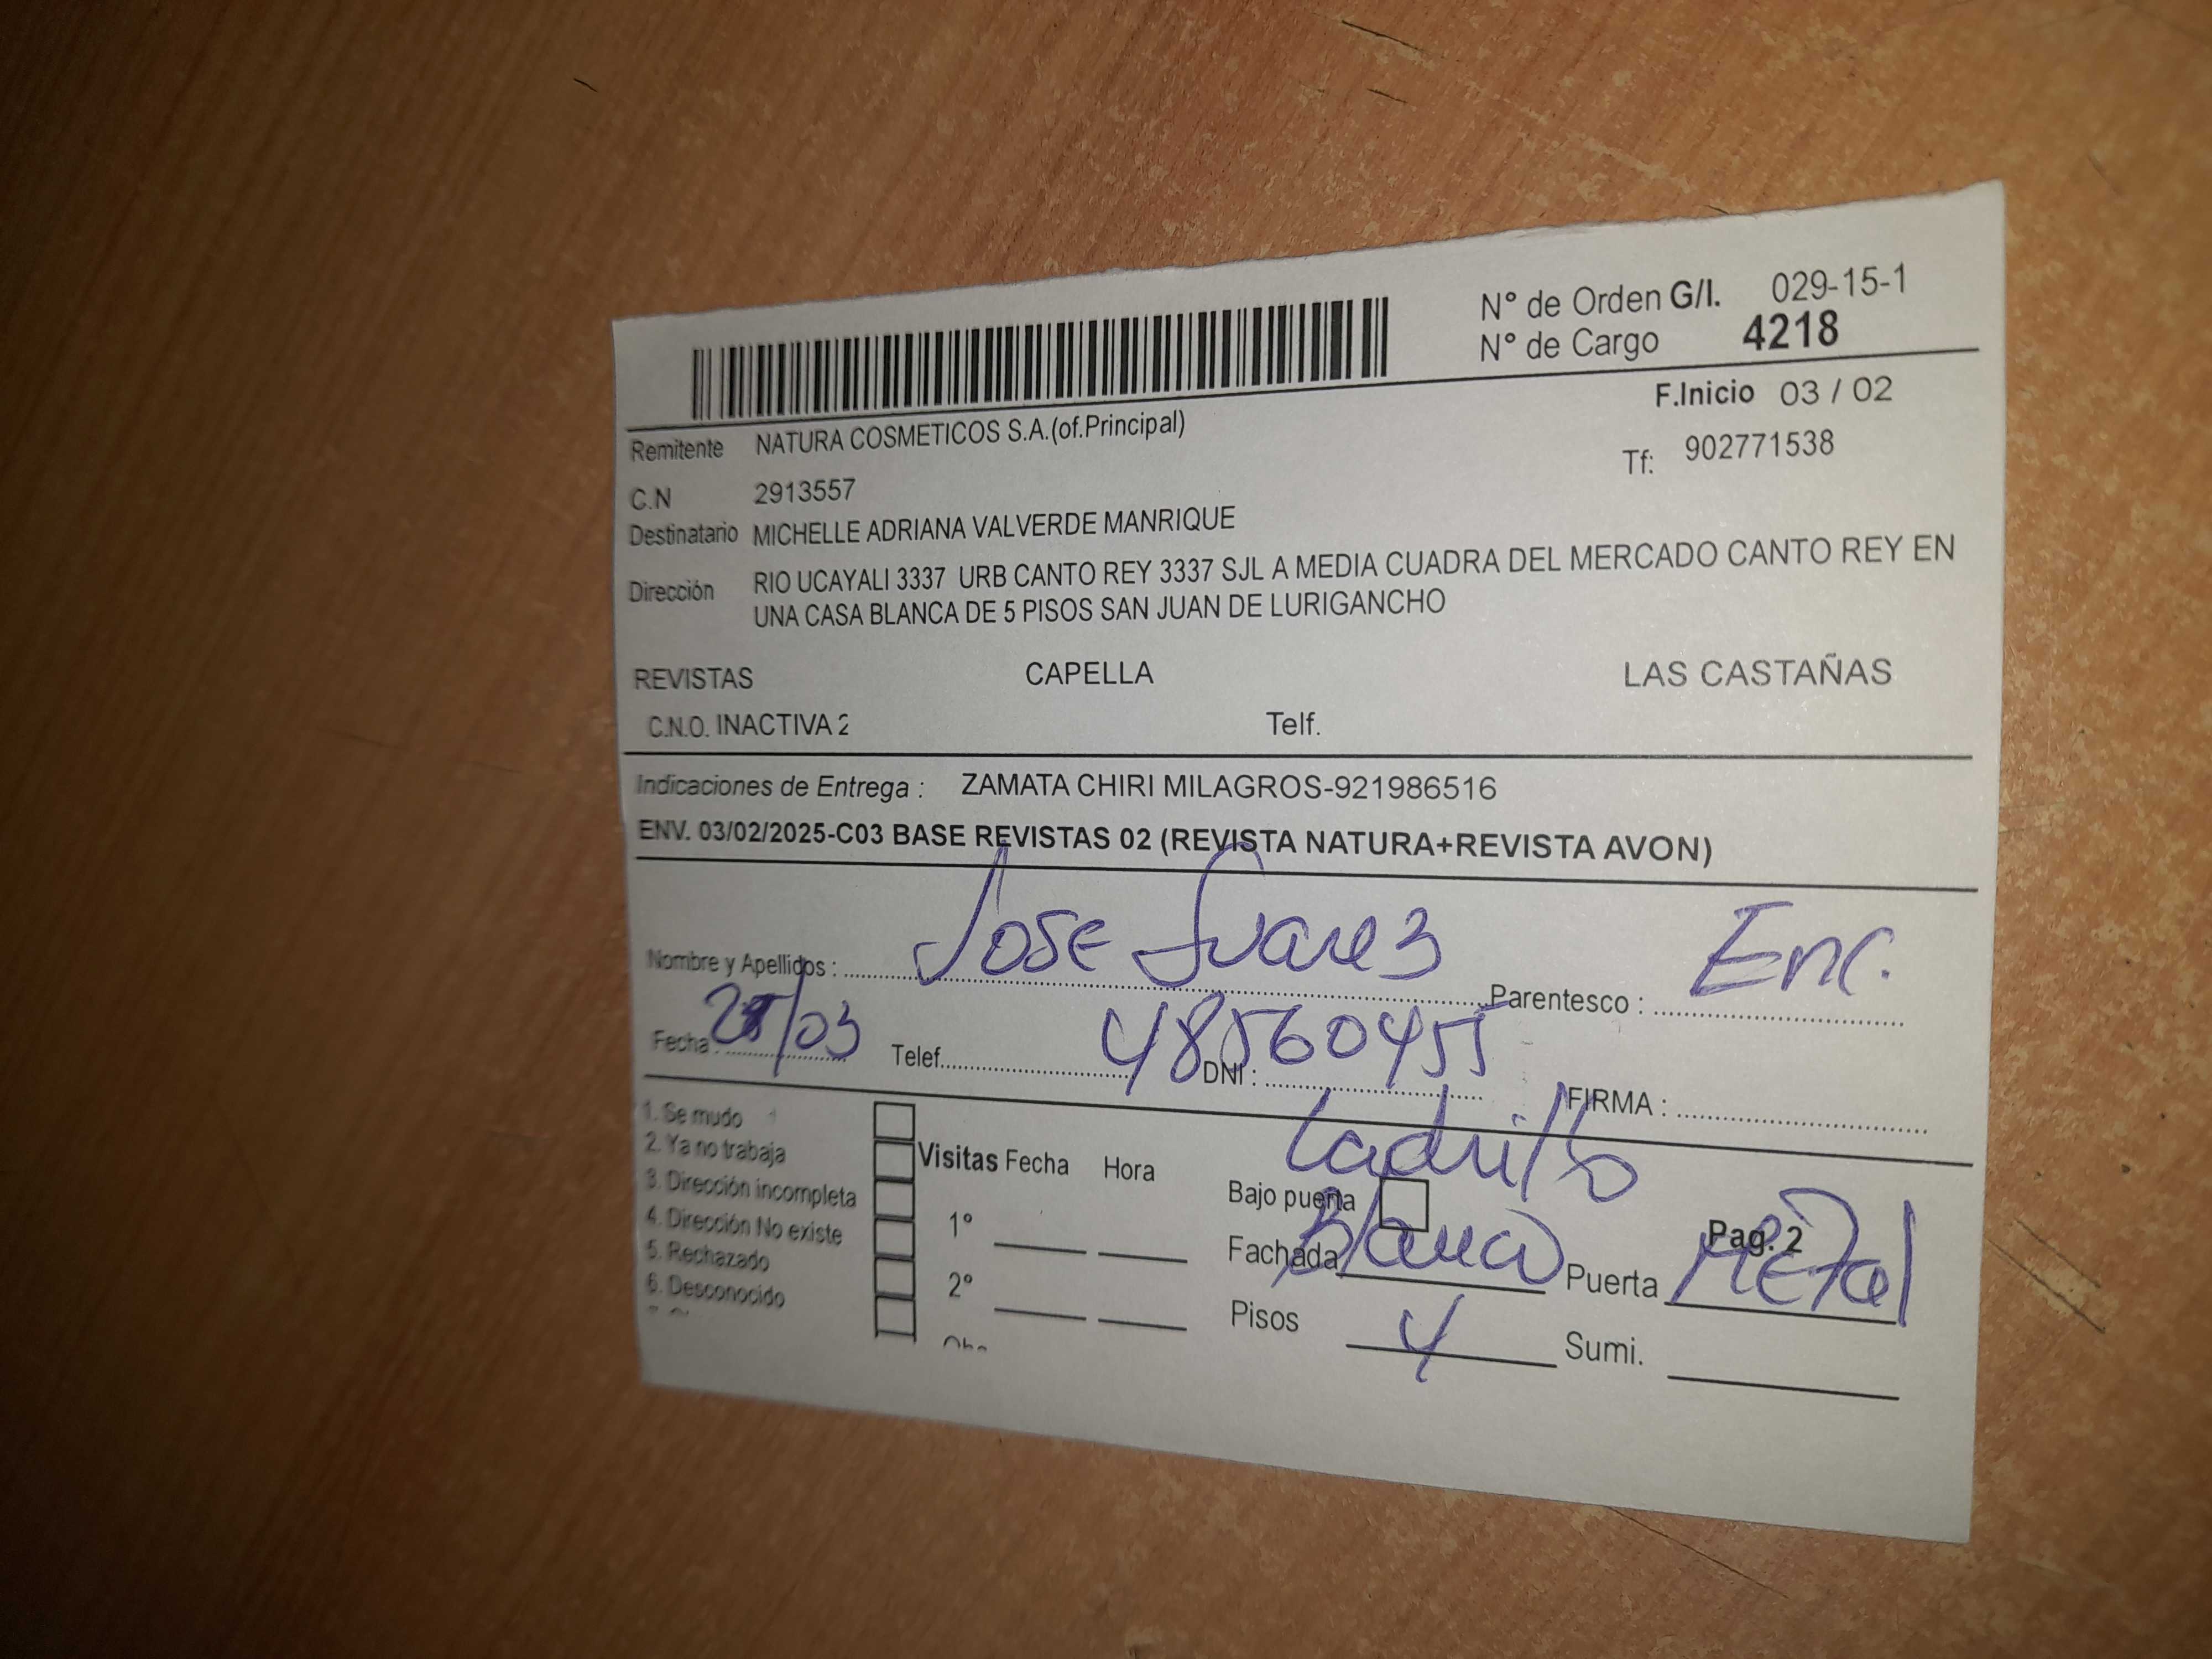 N° de Orden G/I. 029-15-1
N° de Cargo 4218
F.Inicio 03 / 02
Remitente NATURA COSMETICOS S.A.(of.Principal)
Tf: 902771538
C.N 2913557
Destinatario MICHELLE ADRIANA VALVERDE MANRIQUE
Dirección RIO UCAYALI 3337 URB CANTO REY 3337 SJL A MEDIA CUADRA DEL MERCADO CANTO REY EN
UNA CASA BLANCA DE 5 PISOS SAN JUAN DE LURIGANCHO
REVISTAS CAPELLA LAS CASTAÑAS
C.N.O. INACTIVA 2 Telf.
Indicaciones de Entrega : ZAMATA CHIRI MILAGROS-921986516
ENV. 03/02/2025-C03 BASE REVISTAS 02 (REVISTA NATURA+REVISTA AVON)
Nombre y Apellidos : Jose Suarez Parentesco : Enc.
Fecha : /03 Telef. DNI : 48560455 FIRMA :
1. Se mudo
2. Ya no trabaja
3. Dirección incompleta
4. Dirección No existe
5. Rechazado
6. Desconocido
Visitas Fecha Hora
1°
2°
Ladrillo
Bajo puerta
Pag. 2
Fachada Blanco Puerta Metal
Pisos 4 Sumi.